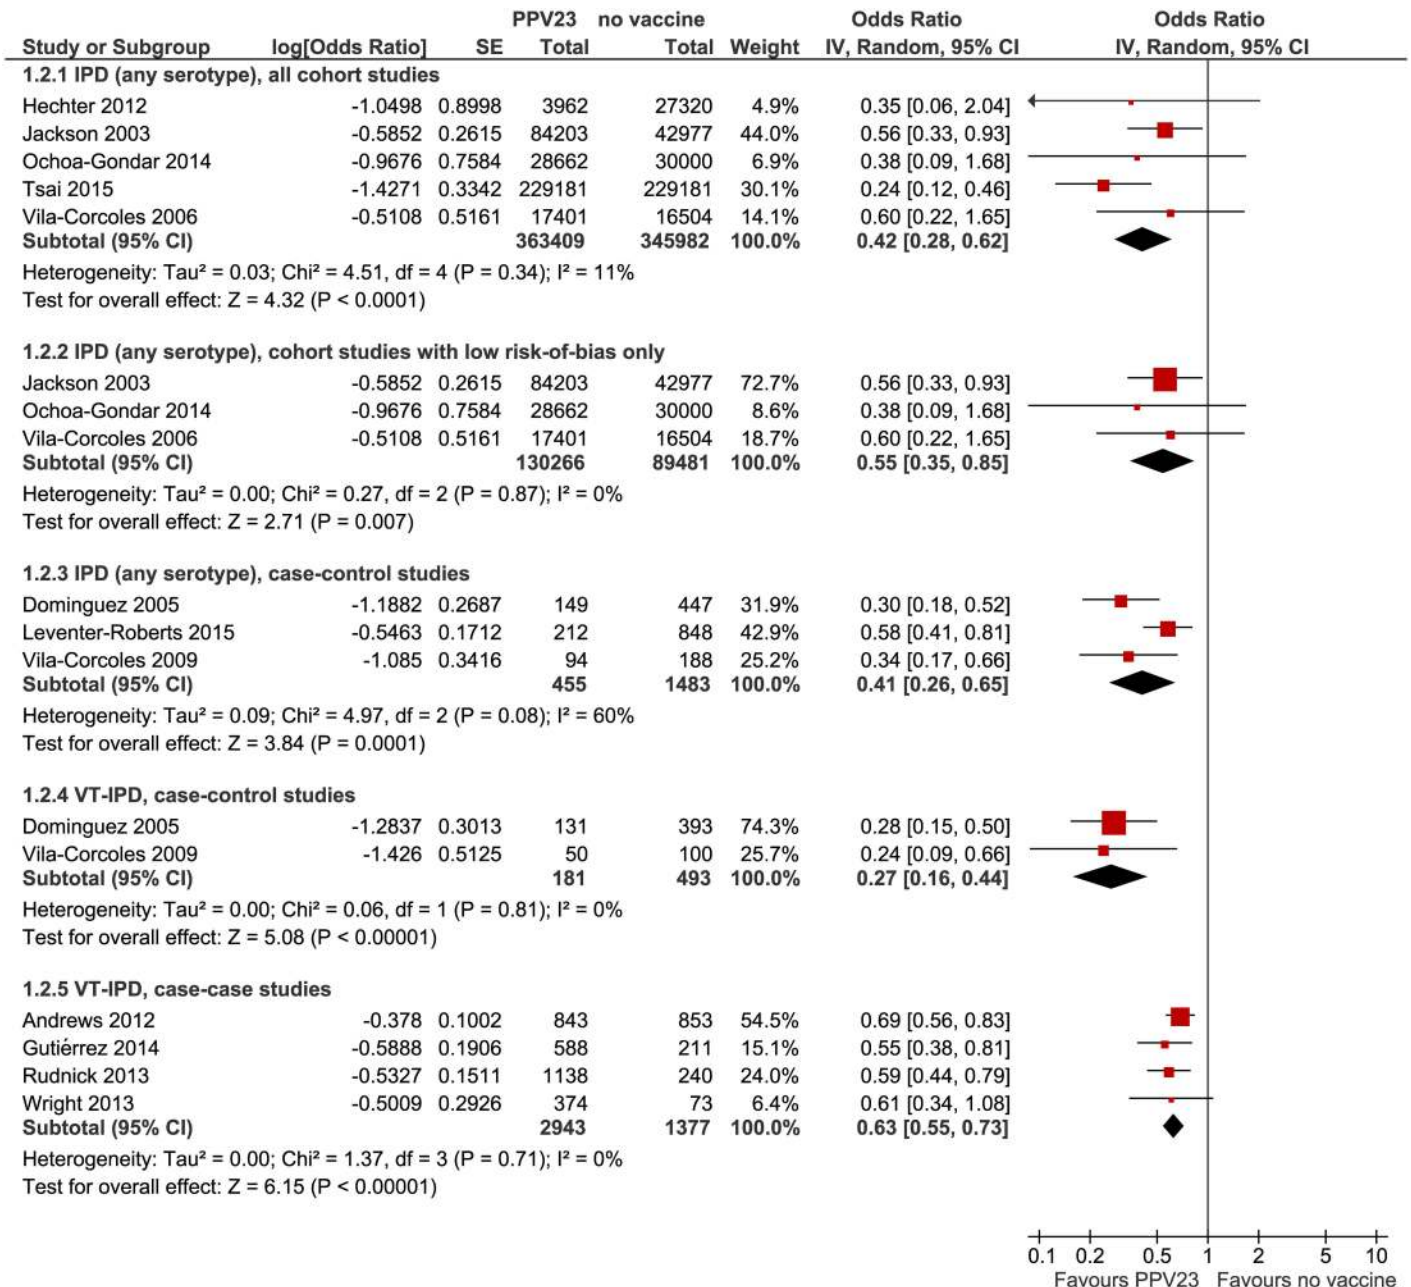 PPV23 no vaccine Odds Ratio Odds Ratio
Study or Subgroup log[Odds Ratio] SE Total Total Weight IV, Random, 95% CI IV, Random, 95% CI
1.2.1 IPD (any serotype), all cohort studies
Hechter 2012 -1.0498 0.8998 3962 27320 4.9% 0.35 [0.06, 2.04]
Jackson 2003 -0.5852 0.2615 84203 42977 44.0% 0.56 [0.33, 0.93]
Ochoa-Gondar 2014 -0.9676 0.7584 28662 30000 6.9% 0.38 [0.09, 1.68]
Tsai 2015 -1.4271 0.3342 229181 229181 30.1% 0.24 [0.12, 0.46]
Vila-Corcoles 2006 -0.5108 0.5161 17401 16504 14.1% 0.60 [0.22, 1.65]
Subtotal (95% CI) 363409 345982 100.0% 0.42 [0.28, 0.62]
Heterogeneity: Tau² = 0.03; Chi² = 4.51, df = 4 (P = 0.34); I² = 11%
Test for overall effect: Z = 4.32 (P < 0.0001)
1.2.2 IPD (any serotype), cohort studies with low risk-of-bias only
Jackson 2003 -0.5852 0.2615 84203 42977 72.7% 0.56 [0.33, 0.93]
Ochoa-Gondar 2014 -0.9676 0.7584 28662 30000 8.6% 0.38 [0.09, 1.68]
Vila-Corcoles 2006 -0.5108 0.5161 17401 16504 18.7% 0.60 [0.22, 1.65]
Subtotal (95% CI) 130266 89481 100.0% 0.55 [0.35, 0.85]
Heterogeneity: Tau² = 0.00; Chi² = 0.27, df = 2 (P = 0.87); I² = 0%
Test for overall effect: Z = 2.71 (P = 0.007)
1.2.3 IPD (any serotype), case-control studies
Dominguez 2005 -1.1882 0.2687 149 447 31.9% 0.30 [0.18, 0.52]
Leventer-Roberts 2015 -0.5463 0.1712 212 848 42.9% 0.58 [0.41, 0.81]
Vila-Corcoles 2009 -1.085 0.3416 94 188 25.2% 0.34 [0.17, 0.66]
Subtotal (95% CI) 455 1483 100.0% 0.41 [0.26, 0.65]
Heterogeneity: Tau² = 0.09; Chi² = 4.97, df = 2 (P = 0.08); I² = 60%
Test for overall effect: Z = 3.84 (P = 0.0001)
1.2.4 VT-IPD, case-control studies
Dominguez 2005 -1.2837 0.3013 131 393 74.3% 0.28 [0.15, 0.50]
Vila-Corcoles 2009 -1.426 0.5125 50 100 25.7% 0.24 [0.09, 0.66]
Subtotal (95% CI) 181 493 100.0% 0.27 [0.16, 0.44]
Heterogeneity: Tau² = 0.00; Chi² = 0.06, df = 1 (P = 0.81); I² = 0%
Test for overall effect: Z = 5.08 (P < 0.00001)
1.2.5 VT-IPD, case-case studies
Andrews 2012 -0.378 0.1002 843 853 54.5% 0.69 [0.56, 0.83]
Gutiérrez 2014 -0.5888 0.1906 588 211 15.1% 0.55 [0.38, 0.81]
Rudnick 2013 -0.5327 0.1511 1138 240 24.0% 0.59 [0.44, 0.79]
Wright 2013 -0.5009 0.2926 374 73 6.4% 0.61 [0.34, 1.08]
Subtotal (95% CI) 2943 1377 100.0% 0.63 [0.55, 0.73]
Heterogeneity: Tau² = 0.00; Chi² = 1.37, df = 3 (P = 0.71); I² = 0%
Test for overall effect: Z = 6.15 (P < 0.00001)
0.1 0.2 0.5 1 2 5 10
Favours PPV23 Favours no vaccine